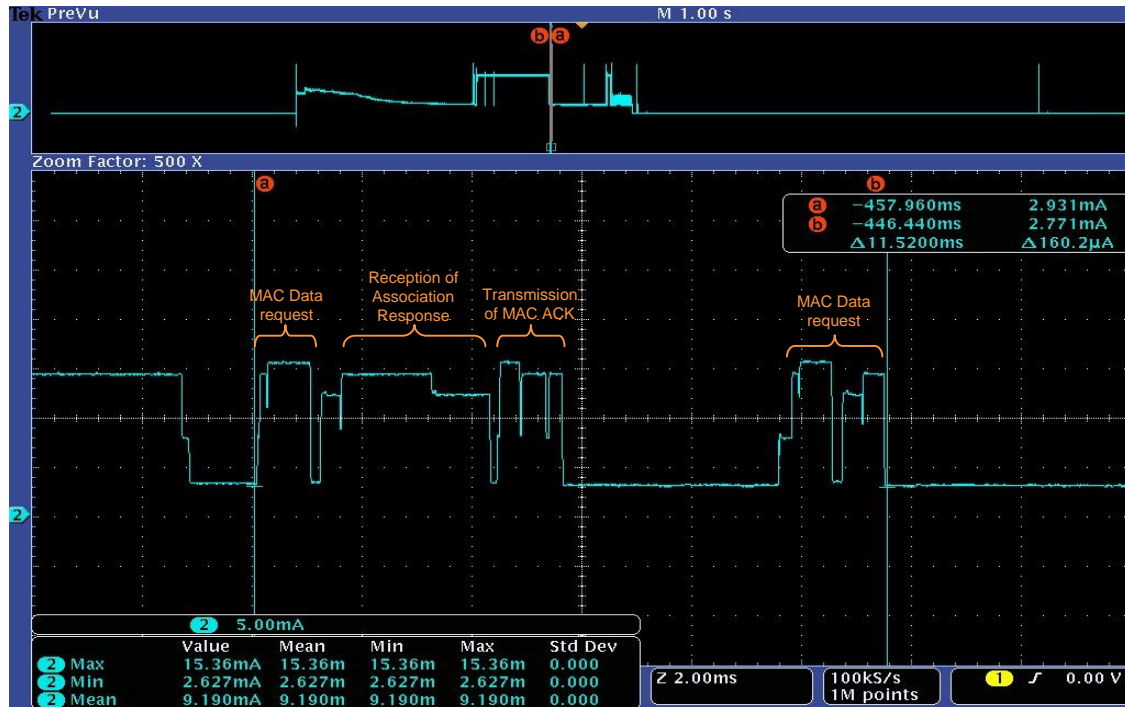 Tek PreVu M 1.00 s
b a
2
Zoom Factor: 500 X
a b
a −457.960ms 2.931mA
b −446.440ms 2.771mA
Δ11.5200ms Δ160.2µA
MAC Data
request
Reception of
Association
Response
Transmission
of MAC ACK
MAC Data
request
2
2 5.00mA
Value Mean Min Max Std Dev
2 Max 15.36mA 15.36m 15.36m 15.36m 0.000
2 Min 2.627mA 2.627m 2.627m 2.627m 0.000
2 Mean 9.190mA 9.190m 9.190m 9.190m 0.000
Z 2.00ms
100kS/s
1M points
1 0.00 V